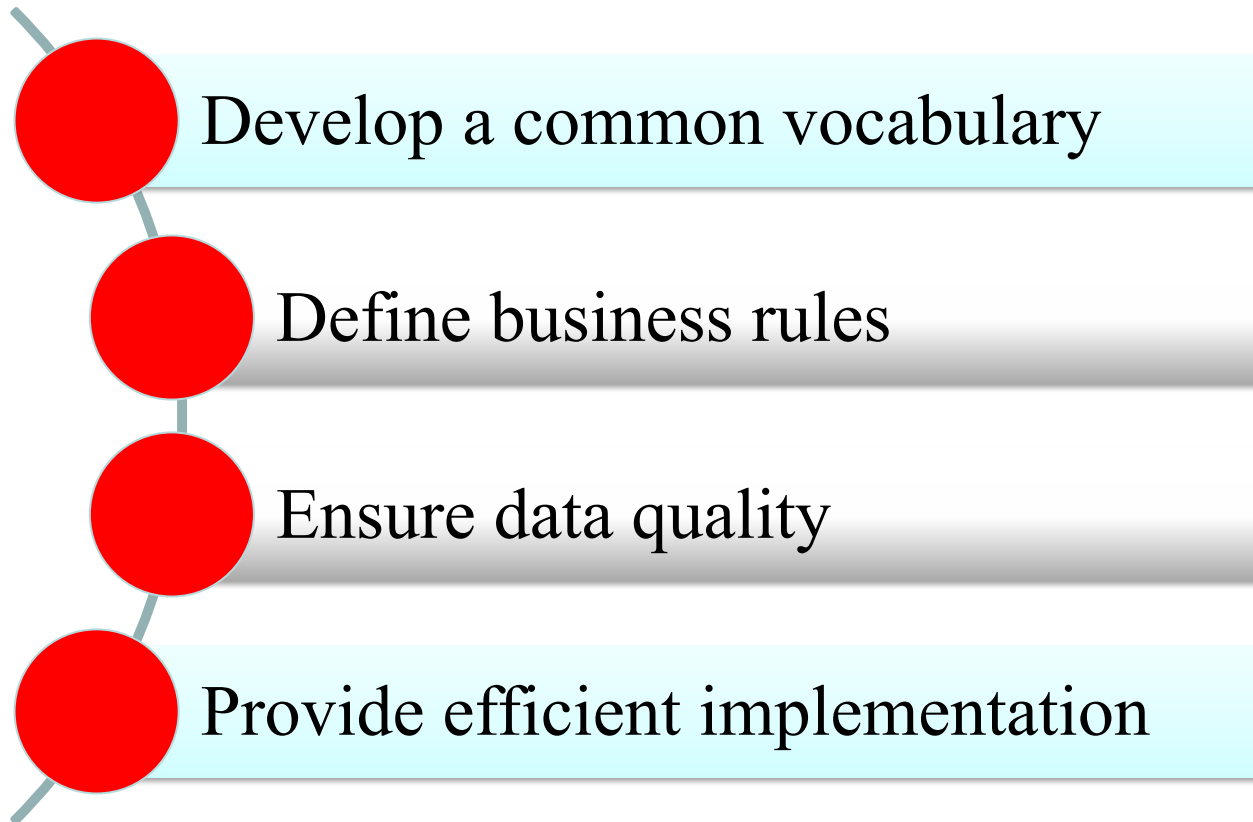 Develop a common vocabulary
Define business rules
Ensure data quality
Provide efficient implementation